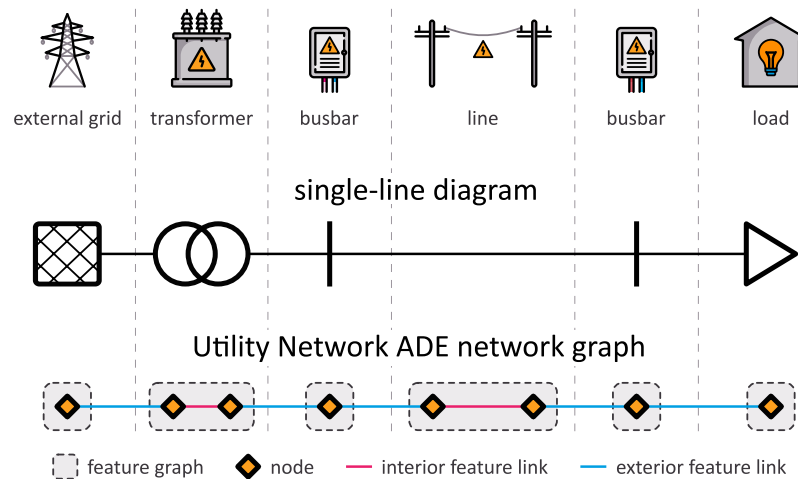 external grid transformer busbar line busbar load
single-line diagram
Utility Network ADE network graph
feature graph node interior feature link exterior feature link